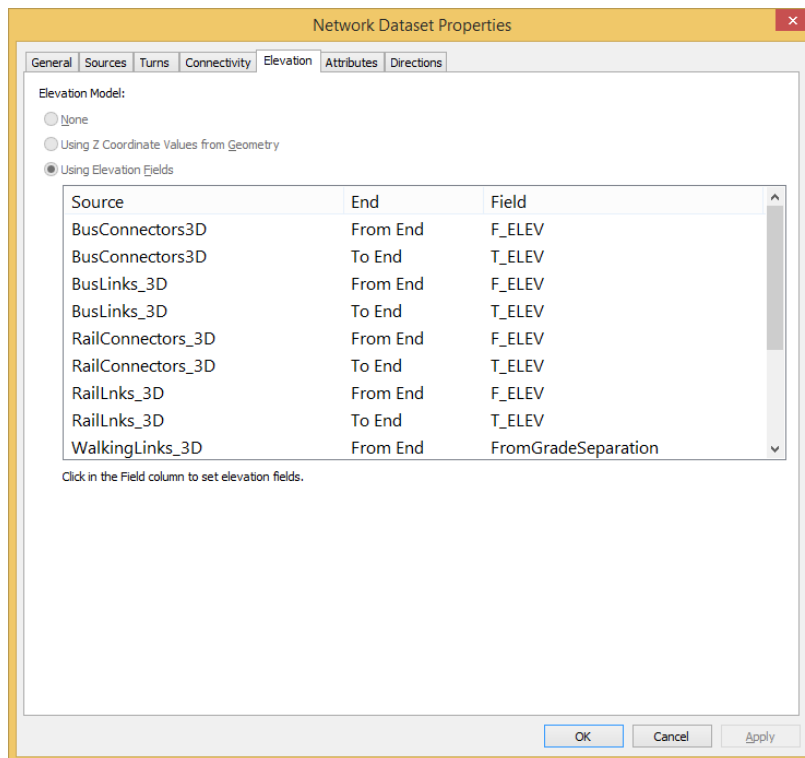 Network Dataset Properties
General Sources Turns Connectivity Elevation Attributes Directions
Elevation Model:
None
Using Z Coordinate Values from Geometry
Using Elevation Fields
Source End Field
BusConnectors3D From End F_ELEV
BusConnectors3D To End T_ELEV
BusLinks_3D From End F_ELEV
BusLinks_3D To End T_ELEV
RailConnectors_3D From End F_ELEV
RailConnectors_3D To End T_ELEV
RailLnks_3D From End F_ELEV
RailLnks_3D To End T_ELEV
WalkingLinks_3D From End FromGradeSeparation
Click in the Field column to set elevation fields.
OK Cancel Apply